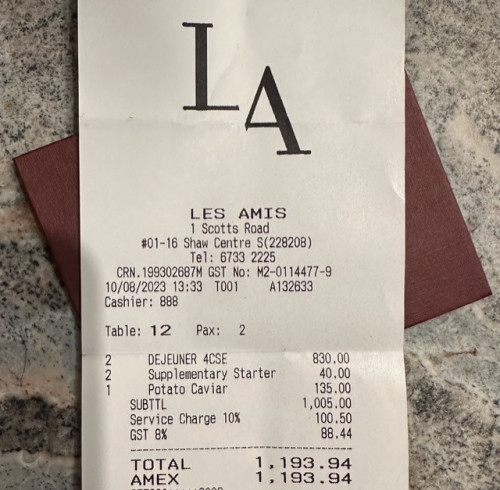 LA
LES AMIS
1 Scotts Road
#01-16 Shaw Centre S(228208)
Tel: 6733 2225
CRN.199302687M GST No: M2-0114477-9
10/08/2023 13:33 T001 A132633
Cashier: 888
Table: 12 Pax: 2
2 DEJEUNER 4CSE 830.00
2 Supplementary Starter 40.00
1 Potato Caviar 135.00
SUBTTL 1,005.00
Service Charge 10% 100.50
GST 8% 88.44
TOTAL 1,193.94
AMEX 1,193.94